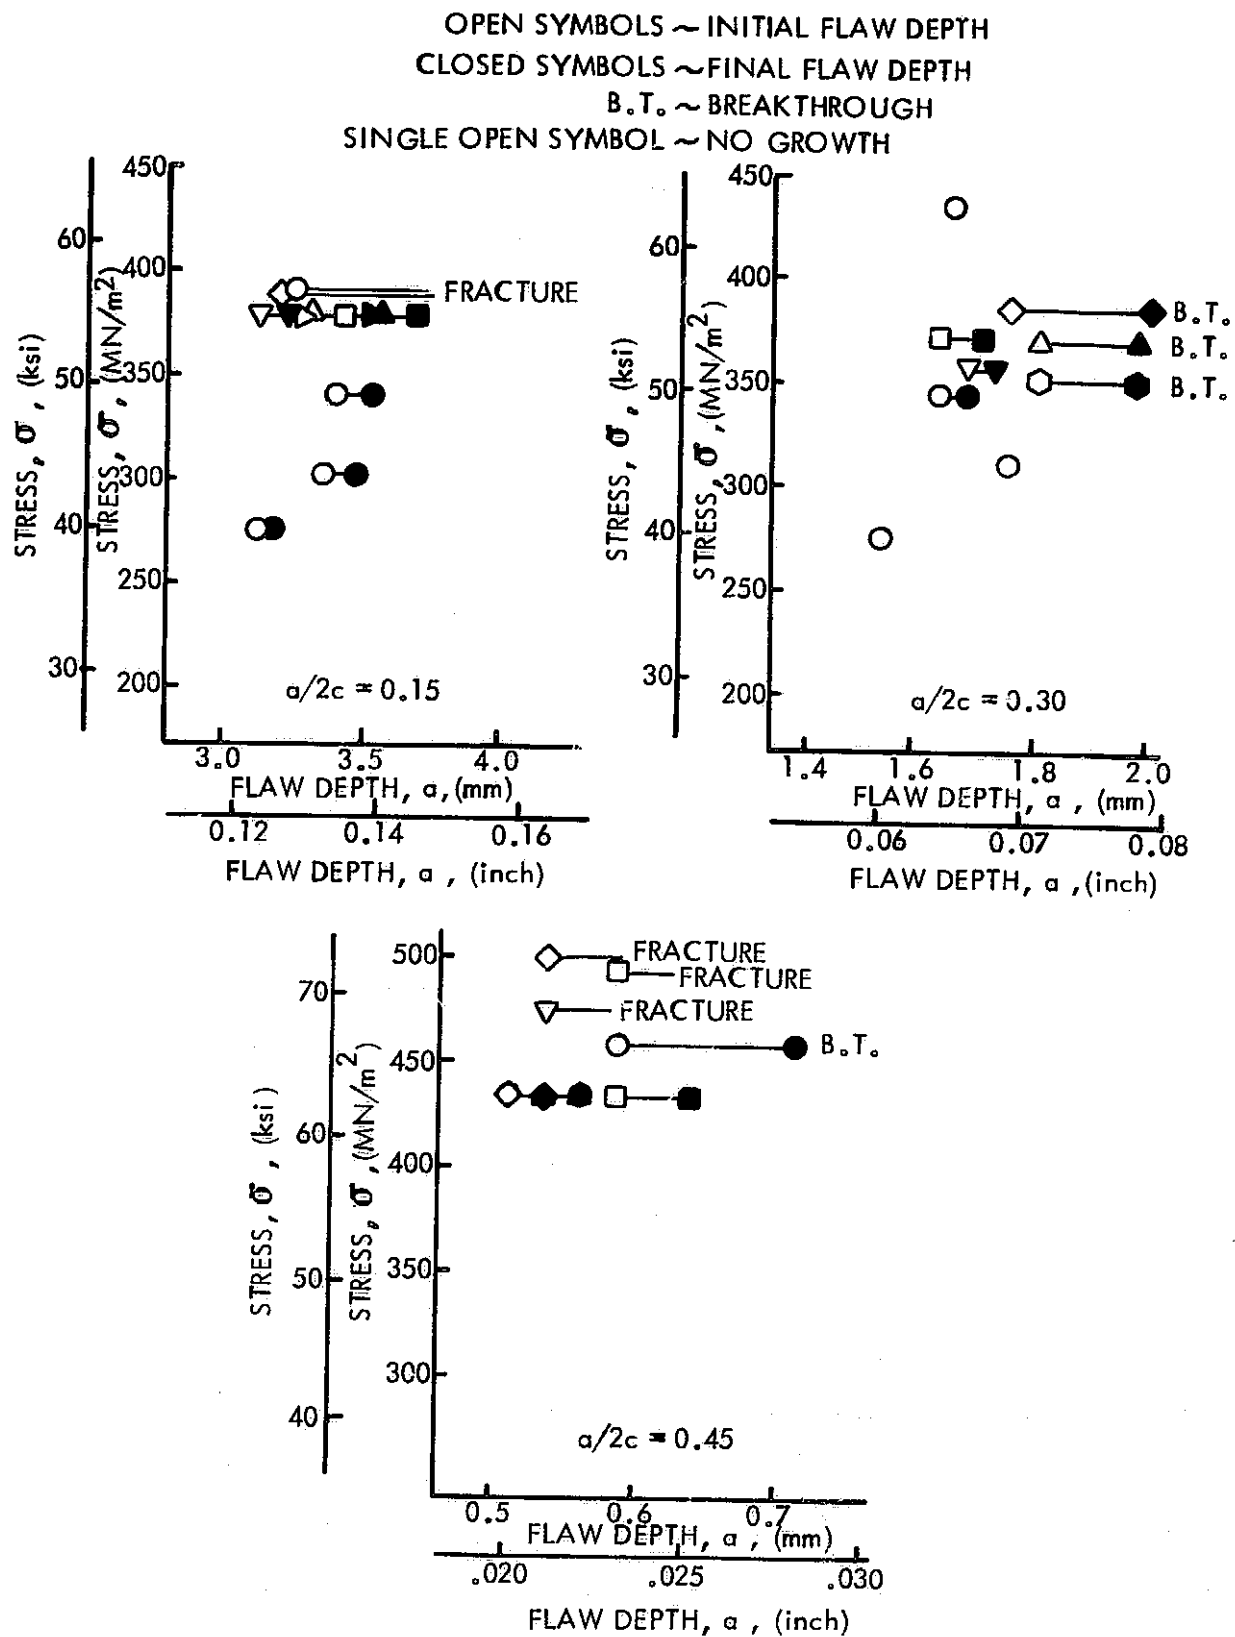 OPEN SYMBOLS ~ INITIAL FLAW DEPTH
CLOSED SYMBOLS ~ FINAL FLAW DEPTH
B.T. ~ BREAKTHROUGH
SINGLE OPEN SYMBOL ~ NO GROWTH
STRESS, σ, (ksi)
60
50
40
30
STRESS, σ, (MN/m²)
450
400
350
300
250
200
FRACTURE
a/2c = 0.15
3.0 3.5 4.0
FLAW DEPTH, a, (mm)
0.12 0.14 0.16
FLAW DEPTH, a, (inch)
STRESS, σ, (ksi)
60
50
40
30
STRESS, σ, (MN/m²)
450
400
350
300
250
200
B.T.
B.T.
B.T.
a/2c = 0.30
1.4 1.6 1.8 2.0
FLAW DEPTH, a, (mm)
0.06 0.07 0.08
FLAW DEPTH, a, (inch)
STRESS, σ, (ksi)
70
60
50
40
STRESS, σ, (MN/m²)
500
450
400
350
300
FRACTURE
FRACTURE
FRACTURE
B.T.
a/2c = 0.45
0.5 0.6 0.7
FLAW DEPTH, a, (mm)
.020 .025 .030
FLAW DEPTH, a, (inch)